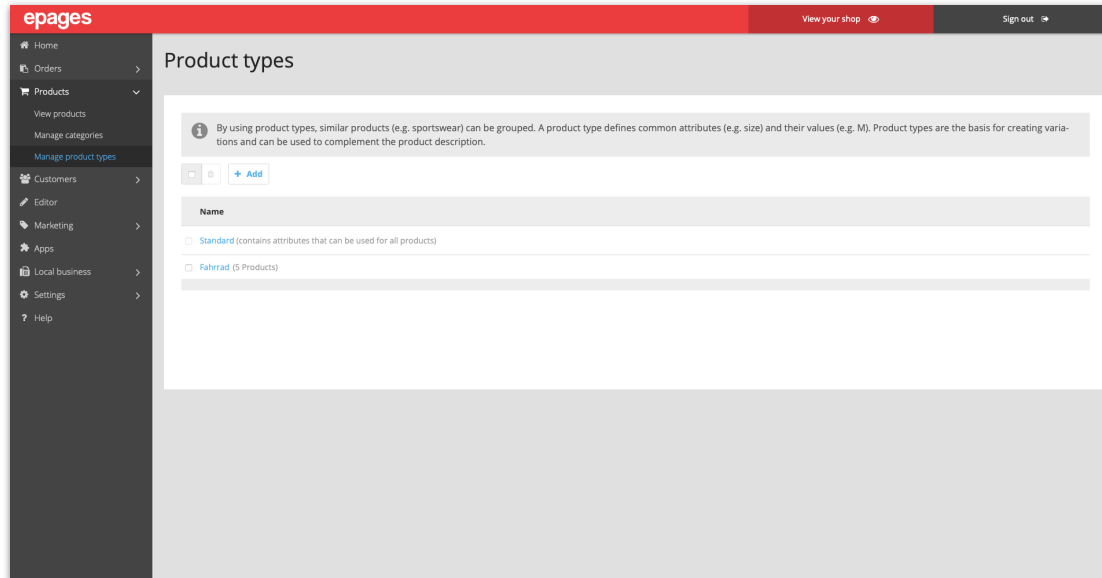 epages
View your shop
Sign out
Home
Orders
Products
View products
Manage categories
Manage product types
Customers
Editor
Marketing
Apps
Local business
Settings
? Help
Product types
By using product types, similar products (e.g. sportswear) can be grouped. A product type defines common attributes (e.g. size) and their values (e.g. M). Product types are the basis for creating varia-
tions and can be used to complement the product description.
+ Add
Name
Standard (contains attributes that can be used for all products)
Fahrrad (5 Products)